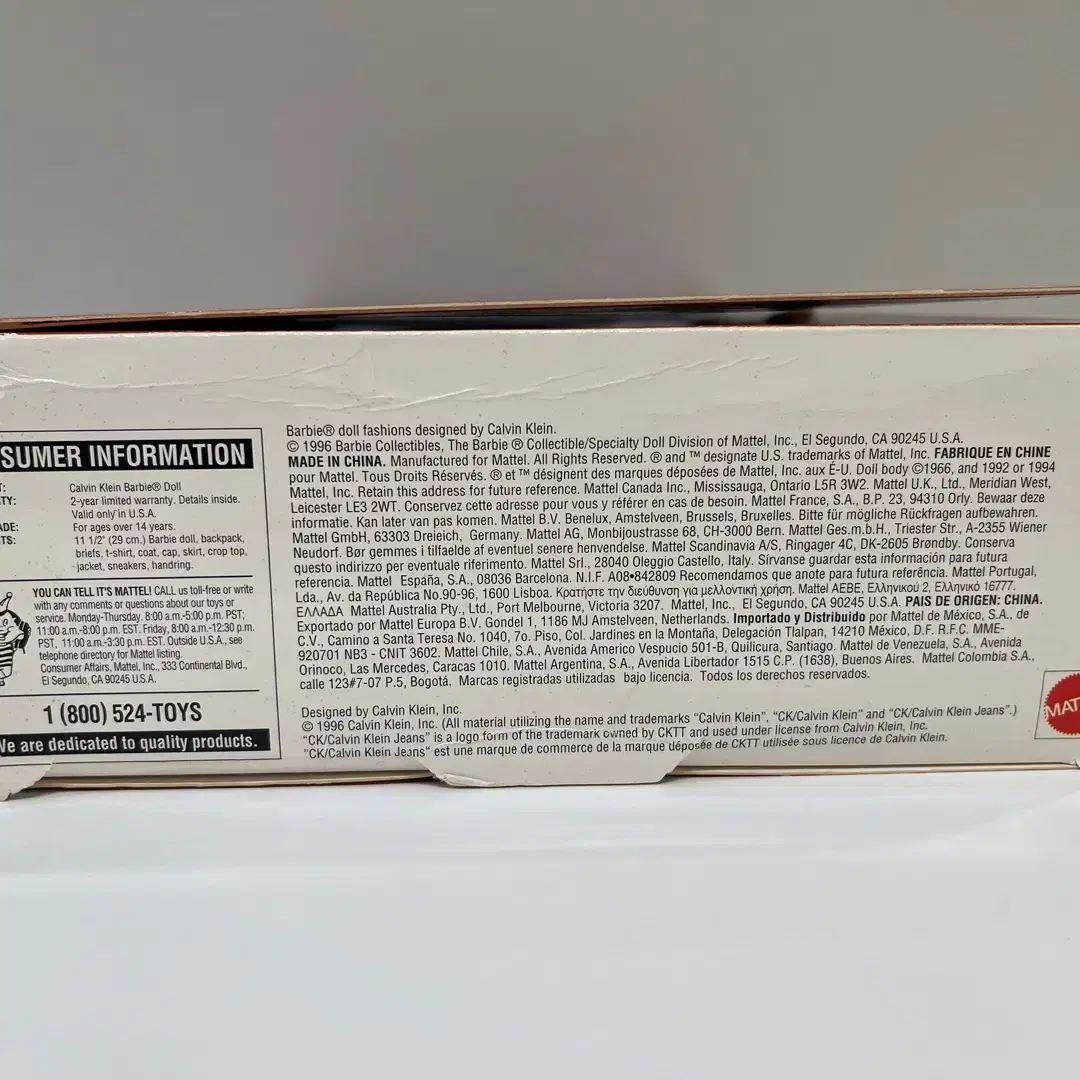 SUMER INFORMATION
T: Calvin Klein Barbie® Doll
TY: 2-year limited warranty. Details inside.
Valid only in U.S.A.
ADE: For ages over 14 years.
TS: 11 1/2" (29 cm.) Barbie doll, backpack,
briefs, t-shirt, coat, cap, skirt, crop top,
jacket, sneakers, handring.
YOU CAN TELL IT'S MATTEL! CALL us toll-free or write
with any comments or questions about our toys or
service. Monday-Thursday. 8:00 a.m.-5:00 p.m. PST;
11:00 a.m.-8:00 p.m. EST. Friday, 8:00 a.m.-12:30 p.m.
PST, 11:00 a.m.-3:30 p.m. EST. Outside U.S.A., see
telephone directory for Mattel listing.
Consumer Affairs, Mattel, Inc., 333 Continental Blvd.,
El Segundo, CA 90245 U.S.A.
1 (800) 524-TOYS
We are dedicated to quality products.
Barbie® doll fashions designed by Calvin Klein.
© 1996 Barbie Collectibles, The Barbie ® Collectible/Specialty Doll Division of Mattel, Inc., El Segundo, CA 90245 U.S.A.
MADE IN CHINA. Manufactured for Mattel. All Rights Reserved. ® and ™ designate U.S. trademarks of Mattel, Inc. FABRIQUE EN CHINE
pour Mattel. Tous Droits Réservés. ® et ™ désignent des marques déposées de Mattel, Inc. aux É-U. Doll body ©1966, and 1992 or 1994
Mattel, Inc. Retain this address for future reference. Mattel Canada Inc., Mississauga, Ontario L5R 3W2. Mattel U.K., Ltd., Meridian West,
Leicester LE3 2WT. Conservez cette adresse pour vous y référer en cas de besoin. Mattel France, S.A., B.P. 23, 94310 Orly. Bewaar deze
informatie. Kan later van pas komen. Mattel B.V. Benelux, Amstelveen, Brussels, Bruxelles. Bitte für mögliche Rückfragen aufbewahren.
Mattel GmbH, 63303 Dreieich, Germany. Mattel AG, Monbijoustrasse 68, CH-3000 Bern. Mattel Ges.m.b.H., Triester Str., A-2355 Wiener
Neudorf. Bør gemmes i tilfaelde af eventuel senere henvendelse. Mattel Scandinavia A/S, Ringager 4C, DK-2605 Brøndby. Conserva
questo indirizzo per eventuale riferimento. Mattel Srl., 28040 Oleggio Castello, Italy. Sírvanse guardar esta información para futura
referencia. Mattel España, S.A., 08036 Barcelona. N.I.F. A08•842809 Recomendamos que anote para futura referência. Mattel Portugal,
Lda., Av. da República No.90-96, 1600 Lisboa. Κρατήστε την διεύθυνση για μελλοντική χρήση. Mattel AEBE, Ελληνικού 2, Ελληνικό 16777.
ΕΛΛΑΔΑ Mattel Australia Pty., Ltd., Port Melbourne, Victoria 3207. Mattel, Inc., El Segundo, CA 90245 U.S.A. PAIS DE ORIGEN: CHINA.
Exportado por Mattel Europa B.V. Gondel 1, 1186 MJ Amstelveen, Netherlands. Importado y Distribuido por Mattel de México, S.A., de
C.V., Camino a Santa Teresa No. 1040, 7o. Piso, Col. Jardines en la Montaña, Delegación Tlalpan, 14210 México, D.F. R.F.C. MME-
920701 NB3 - CNIT 3602. Mattel Chile, S.A., Avenida Americo Vespucio 501-B, Quilicura, Santiago. Mattel de Venezuela, S.A., Avenida
Orinoco, Las Mercedes, Caracas 1010. Mattel Argentina, S.A., Avenida Libertador 1515 C.P. (1638), Buenos Aires. Mattel Colombia S.A.,
calle 123#7-07 P.5, Bogotá. Marcas registradas utilizadas bajo licencia. Todos los derechos reservados.
Designed by Calvin Klein, Inc.
© 1996 Calvin Klein, Inc. (All material utilizing the name and trademarks “Calvin Klein”, “CK/Calvin Klein” and “CK/Calvin Klein Jeans”.)
“CK/Calvin Klein Jeans” is a logo form of the trademark owned by CKTT and used under license from Calvin Klein, Inc.
"CK/Calvin Klein Jeans“ est une marque de commerce de la marque déposée de CKTT utilisée sous licence de Calvin Klein.
MAT